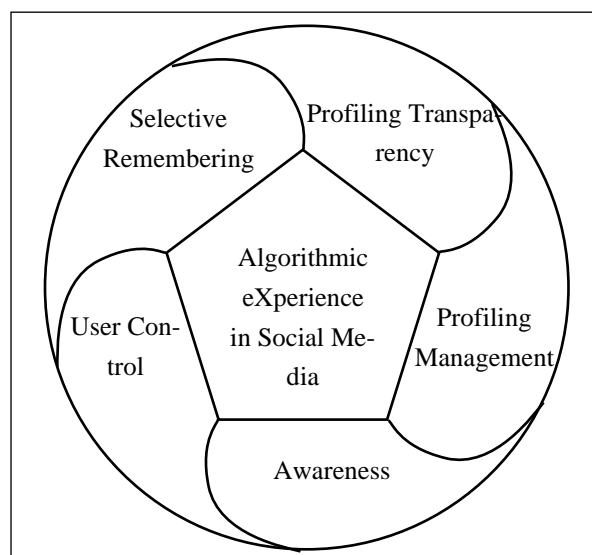 Selective
Remembering
Profiling Transpa-
rency
Algorithmic
eXperience
in Social Me-
dia
User Con-
trol
Profiling
Management
Awareness